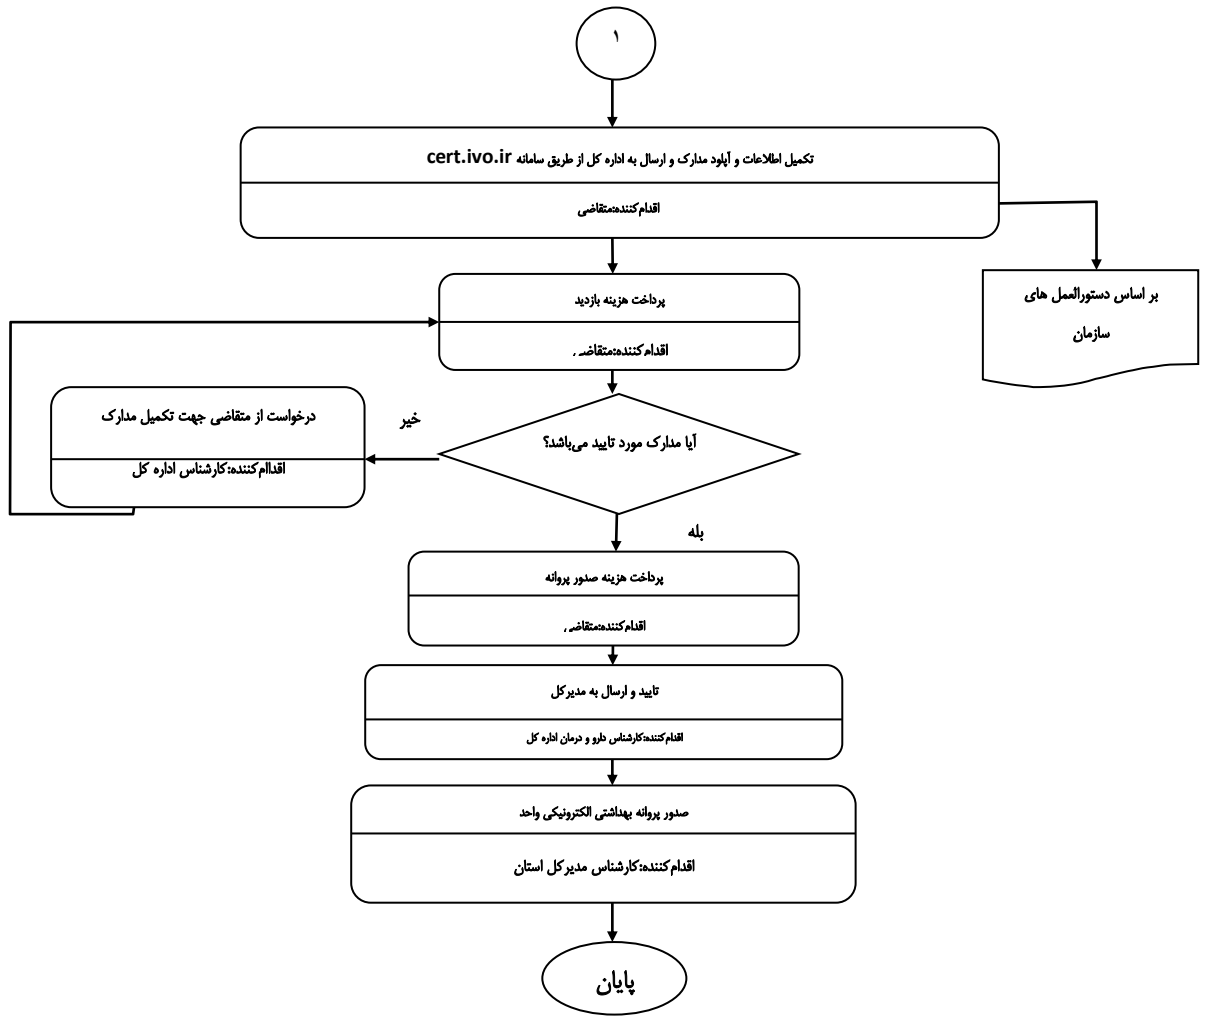 ۱
تکمیل اطلاعات و آپلود مدارک و ارسال به اداره کل از طریق سامانه cert.ivo.ir
اقدام‌کننده:متقاضی
بر اساس دستورالعمل های
سازمان
پرداخت هزینه بازدید
اقدام‌کننده:متقاضی
آیا مدارک مورد تایید می‌باشد؟
خیر
درخواست از متقاضی جهت تکمیل مدارک
اقداام‌کننده:کارشناس اداره کل
بله
پرداخت هزینه صدور پروانه
اقدام‌کننده:متقاضی
تایید و ارسال به مدیرکل
اقدام‌کننده:کارشناس دارو و درمان اداره کل
صدور پروانه بهداشتی الکترونیکی واحد
اقدام‌کننده:کارشناس مدیرکل استان
پایان